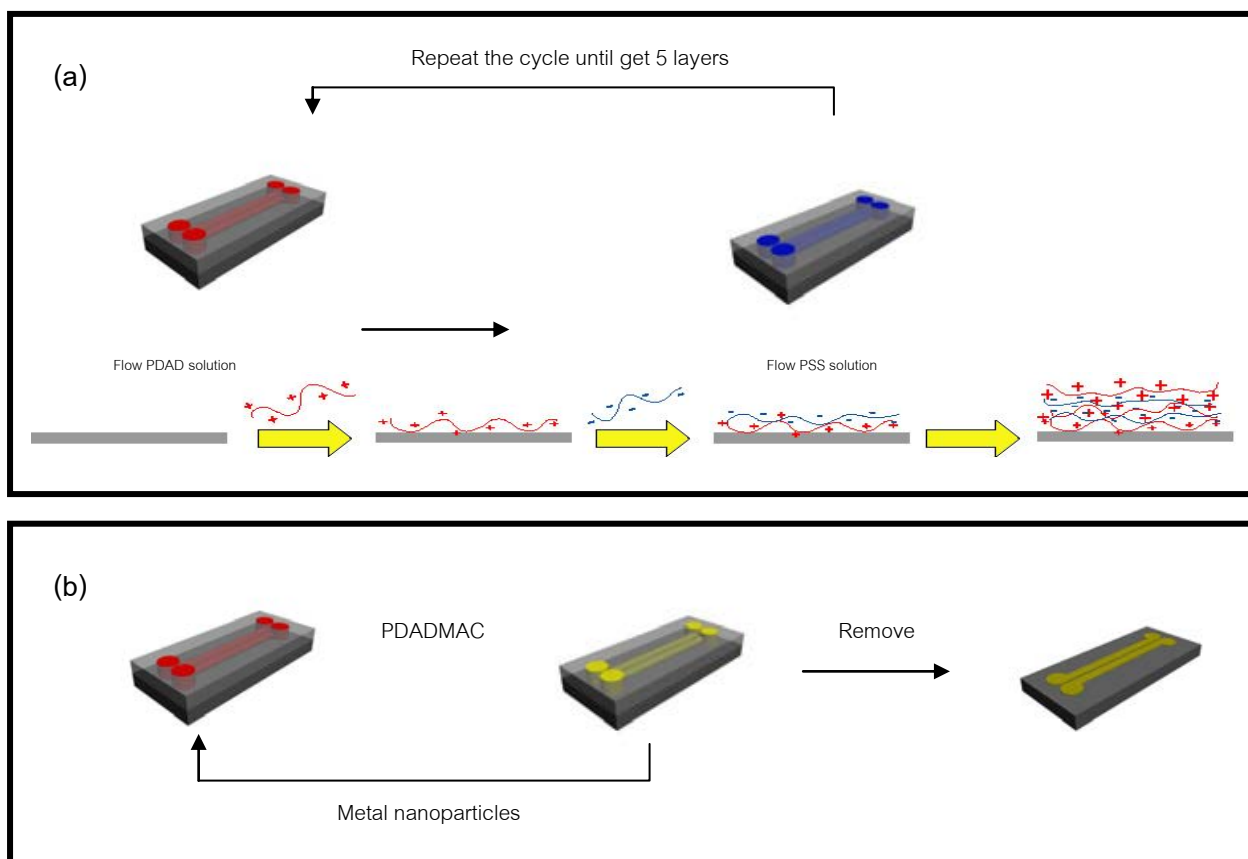 (a)
Repeat the cycle until get 5 layers
Flow PDAD solution
Flow PSS solution
(b)
PDADMAC
Remove
Metal nanoparticles